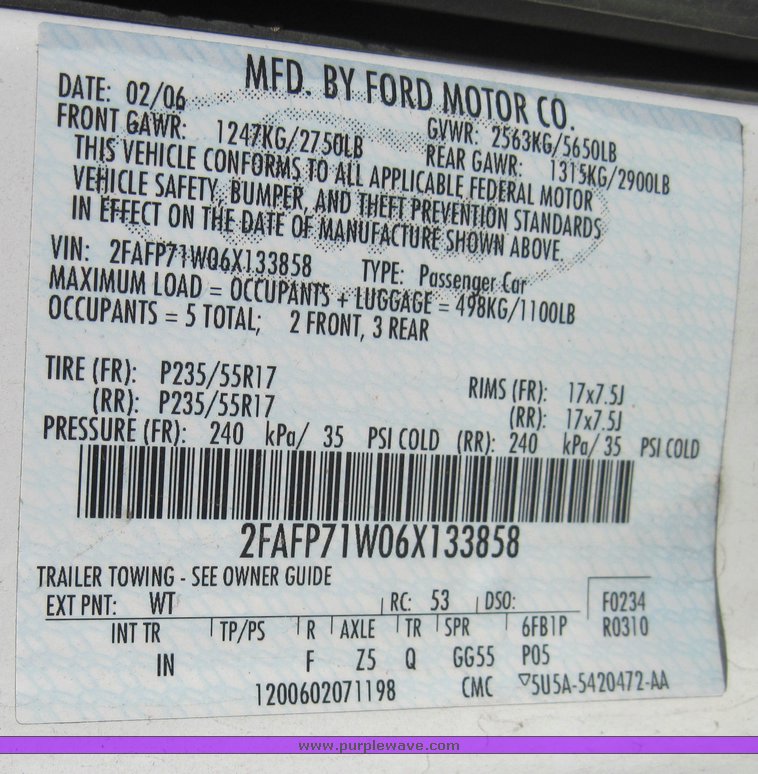 MFD. BY FORD MOTOR CO.
DATE: 02/06 GVWR: 2563KG/5650LB
FRONT GAWR: 1247KG/2750LB REAR GAWR: 1315KG/2900LB
THIS VEHICLE CONFORMS TO ALL APPLICABLE FEDERAL MOTOR
VEHICLE SAFETY, BUMPER, AND THEFT PREVENTION STANDARDS
IN EFFECT ON THE DATE OF MANUFACTURE SHOWN ABOVE.
VIN: 2FAFP71W06X133858 TYPE: Passenger Car
MAXIMUM LOAD = OCCUPANTS + LUGGAGE = 498KG/1100LB
OCCUPANTS = 5 TOTAL; 2 FRONT, 3 REAR
TIRE (FR): P235/55R17 RIMS (FR): 17x7.5J
(RR): P235/55R17 (RR): 17x7.5J
PRESSURE (FR): 240 kPa/ 35 PSI COLD (RR): 240 kPa/ 35 PSI COLD
2FAFP71W06X133858
TRAILER TOWING - SEE OWNER GUIDE
EXT PNT: WT RC: 53 DSO: F0234
INT TR TP/PS R AXLE TR SPR 6FB1P R0310
IN F Z5 Q GG55 P05
1200602071198 CMC ▽5U5A-5420472-AA
www.purplewave.com